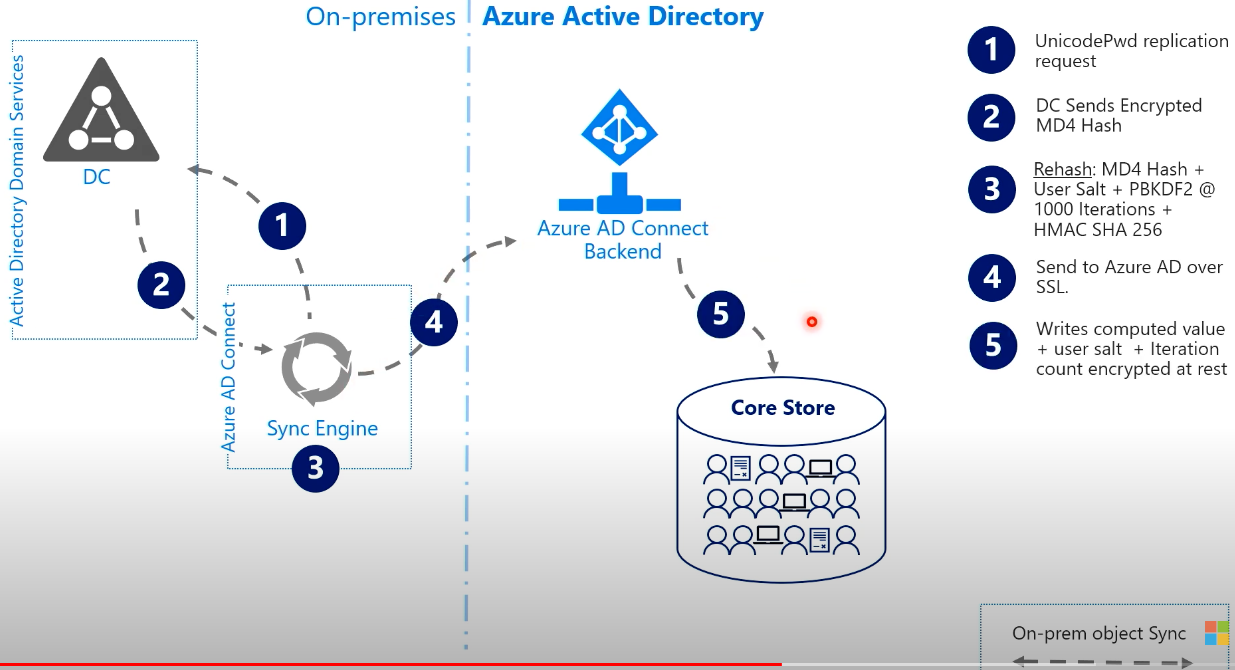 On-premises
Azure Active Directory
Active Directory Domain Services
DC
1
2
Azure AD Connect
Sync Engine
3
4
Azure AD Connect
Backend
5
Core Store
1
UnicodePwd replication
request
2
DC Sends Encrypted
MD4 Hash
3
Rehash: MD4 Hash +
User Salt + PBKDF2 @
1000 Iterations +
HMAC SHA 256
4
Send to Azure AD over
SSL.
5
Writes computed value
+ user salt + Iteration
count encrypted at rest
On-prem object Sync